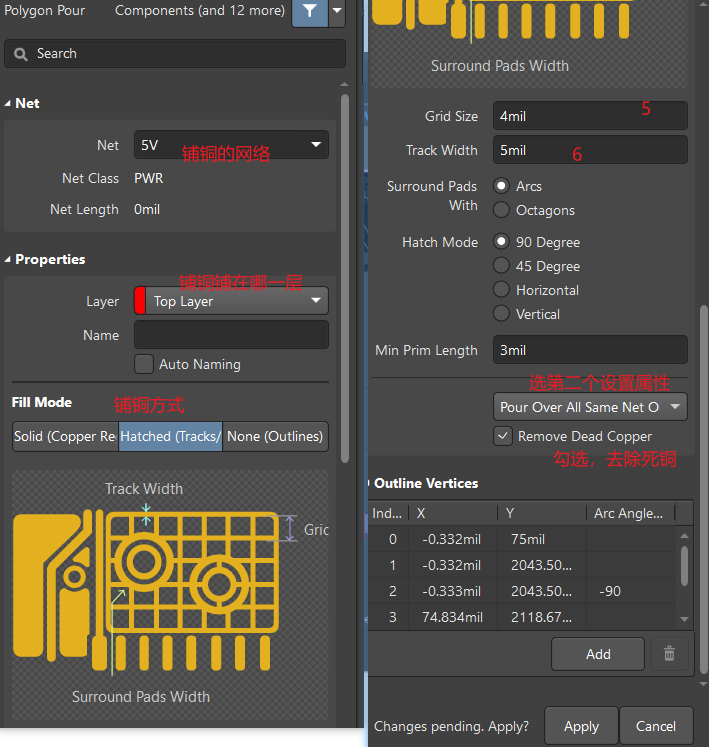 Polygon Pour
Components (and 12 more)
Search
Net
Net
5V
铺铜的网络
Net Class
PWR
Net Length
0mil
Properties
铺铜铺在哪一层
Layer
Top Layer
Name
Auto Naming
Fill Mode
铺铜方式
Solid (Copper Re
Hatched (Tracks/
None (Outlines)
Track Width
Gric
Surround Pads Width
Surround Pads Width
Grid Size
4mil
5
Track Width
5mil
6
Surround Pads
With
Arcs
Octagons
Hatch Mode
90 Degree
45 Degree
Horizontal
Vertical
Min Prim Length
3mil
选第二个设置属性
Pour Over All Same Net O
Remove Dead Copper
勾选，去除死铜
Outline Vertices
Ind...
X
Y
Arc Angle...
0
-0.332mil
75mil
1
-0.332mil
2043.50...
2
-0.333mil
2043.50...
-90
3
74.834mil
2118.67...
Add
Changes pending. Apply?
Apply
Cancel